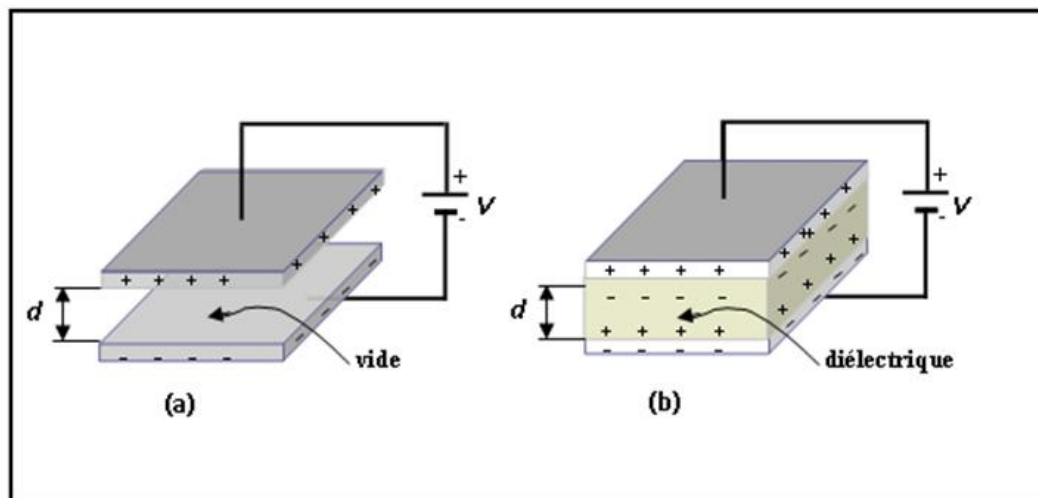 +
V
-
+ + + +
d
- - - -
vide
(a)
+
V
-
+ + + +
- - - -
d
+ + + +
- - - -
diélectrique
(b)